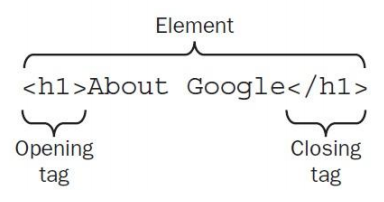 Element
<h1>About Google</h1>
Opening tag
Closing tag